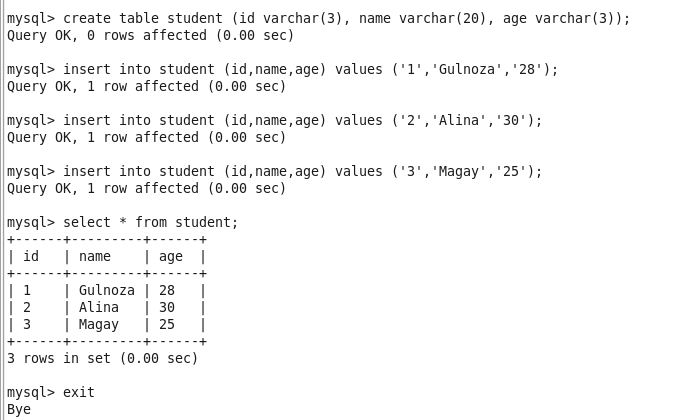 mysql> create table student (id varchar(3), name varchar(20), age varchar(3));
Query OK, 0 rows affected (0.00 sec)

mysql> insert into student (id,name,age) values ('1','Gulnoza','28');
Query OK, 1 row affected (0.00 sec)

mysql> insert into student (id,name,age) values ('2','Alina','30');
Query OK, 1 row affected (0.00 sec)

mysql> insert into student (id,name,age) values ('3','Magay','25');
Query OK, 1 row affected (0.00 sec)

mysql> select * from student;
+------+---------+------+
| id   | name    | age  |
+------+---------+------+
| 1    | Gulnoza | 28   |
| 2    | Alina   | 30   |
| 3    | Magay   | 25   |
+------+---------+------+
3 rows in set (0.00 sec)

mysql> exit
Bye